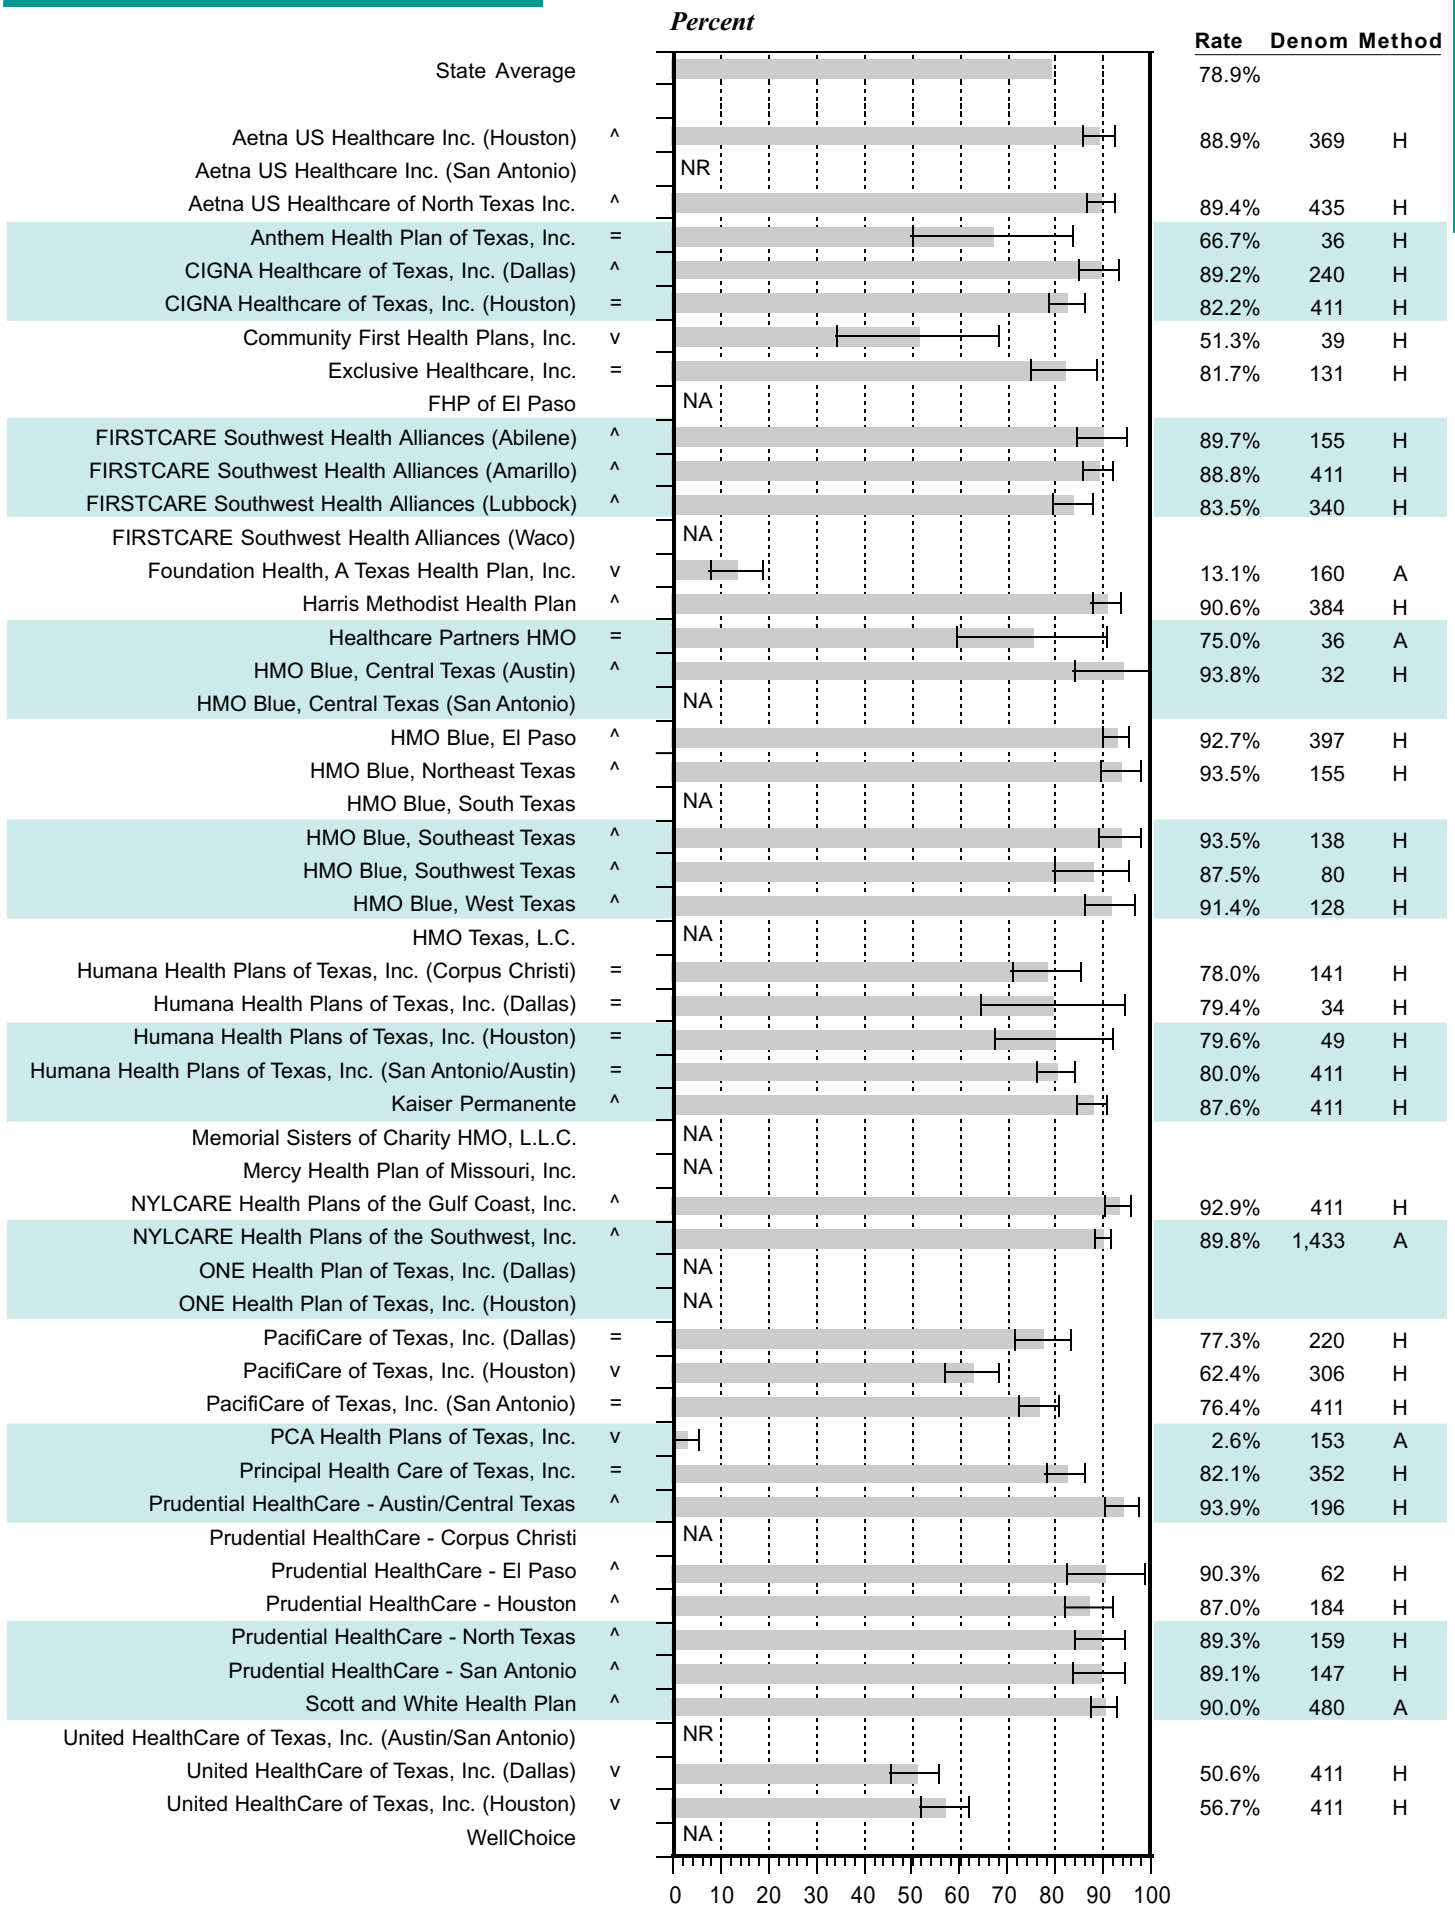 Percent
Rate Denom Method
State Average 78.9%
Aetna US Healthcare Inc. (Houston) ^ 88.9% 369 H
Aetna US Healthcare Inc. (San Antonio) NR
Aetna US Healthcare of North Texas Inc. ^ 89.4% 435 H
Anthem Health Plan of Texas, Inc. = 66.7% 36 H
CIGNA Healthcare of Texas, Inc. (Dallas) ^ 89.2% 240 H
CIGNA Healthcare of Texas, Inc. (Houston) = 82.2% 411 H
Community First Health Plans, Inc. v 51.3% 39 H
Exclusive Healthcare, Inc. = 81.7% 131 H
FHP of El Paso NA
FIRSTCARE Southwest Health Alliances (Abilene) ^ 89.7% 155 H
FIRSTCARE Southwest Health Alliances (Amarillo) ^ 88.8% 411 H
FIRSTCARE Southwest Health Alliances (Lubbock) ^ 83.5% 340 H
FIRSTCARE Southwest Health Alliances (Waco) NA
Foundation Health, A Texas Health Plan, Inc. v 13.1% 160 A
Harris Methodist Health Plan ^ 90.6% 384 H
Healthcare Partners HMO = 75.0% 36 A
HMO Blue, Central Texas (Austin) ^ 93.8% 32 H
HMO Blue, Central Texas (San Antonio) NA
HMO Blue, El Paso ^ 92.7% 397 H
HMO Blue, Northeast Texas ^ 93.5% 155 H
HMO Blue, South Texas NA
HMO Blue, Southeast Texas ^ 93.5% 138 H
HMO Blue, Southwest Texas ^ 87.5% 80 H
HMO Blue, West Texas ^ 91.4% 128 H
HMO Texas, L.C. NA
Humana Health Plans of Texas, Inc. (Corpus Christi) = 78.0% 141 H
Humana Health Plans of Texas, Inc. (Dallas) = 79.4% 34 H
Humana Health Plans of Texas, Inc. (Houston) = 79.6% 49 H
Humana Health Plans of Texas, Inc. (San Antonio/Austin) = 80.0% 411 H
Kaiser Permanente ^ 87.6% 411 H
Memorial Sisters of Charity HMO, L.L.C. NA
Mercy Health Plan of Missouri, Inc. NA
NYLCARE Health Plans of the Gulf Coast, Inc. ^ 92.9% 411 H
NYLCARE Health Plans of the Southwest, Inc. ^ 89.8% 1,433 A
ONE Health Plan of Texas, Inc. (Dallas) NA
ONE Health Plan of Texas, Inc. (Houston) NA
PacifiCare of Texas, Inc. (Dallas) = 77.3% 220 H
PacifiCare of Texas, Inc. (Houston) v 62.4% 306 H
PacifiCare of Texas, Inc. (San Antonio) = 76.4% 411 H
PCA Health Plans of Texas, Inc. v 2.6% 153 A
Principal Health Care of Texas, Inc. = 82.1% 352 H
Prudential HealthCare - Austin/Central Texas ^ 93.9% 196 H
Prudential HealthCare - Corpus Christi NA
Prudential HealthCare - El Paso ^ 90.3% 62 H
Prudential HealthCare - Houston ^ 87.0% 184 H
Prudential HealthCare - North Texas ^ 89.3% 159 H
Prudential HealthCare - San Antonio ^ 89.1% 147 H
Scott and White Health Plan ^ 90.0% 480 A
United HealthCare of Texas, Inc. (Austin/San Antonio) NR
United HealthCare of Texas, Inc. (Dallas) v 50.6% 411 H
United HealthCare of Texas, Inc. (Houston) v 56.7% 411 H
WellChoice NA
0 10 20 30 40 50 60 70 80 90 100